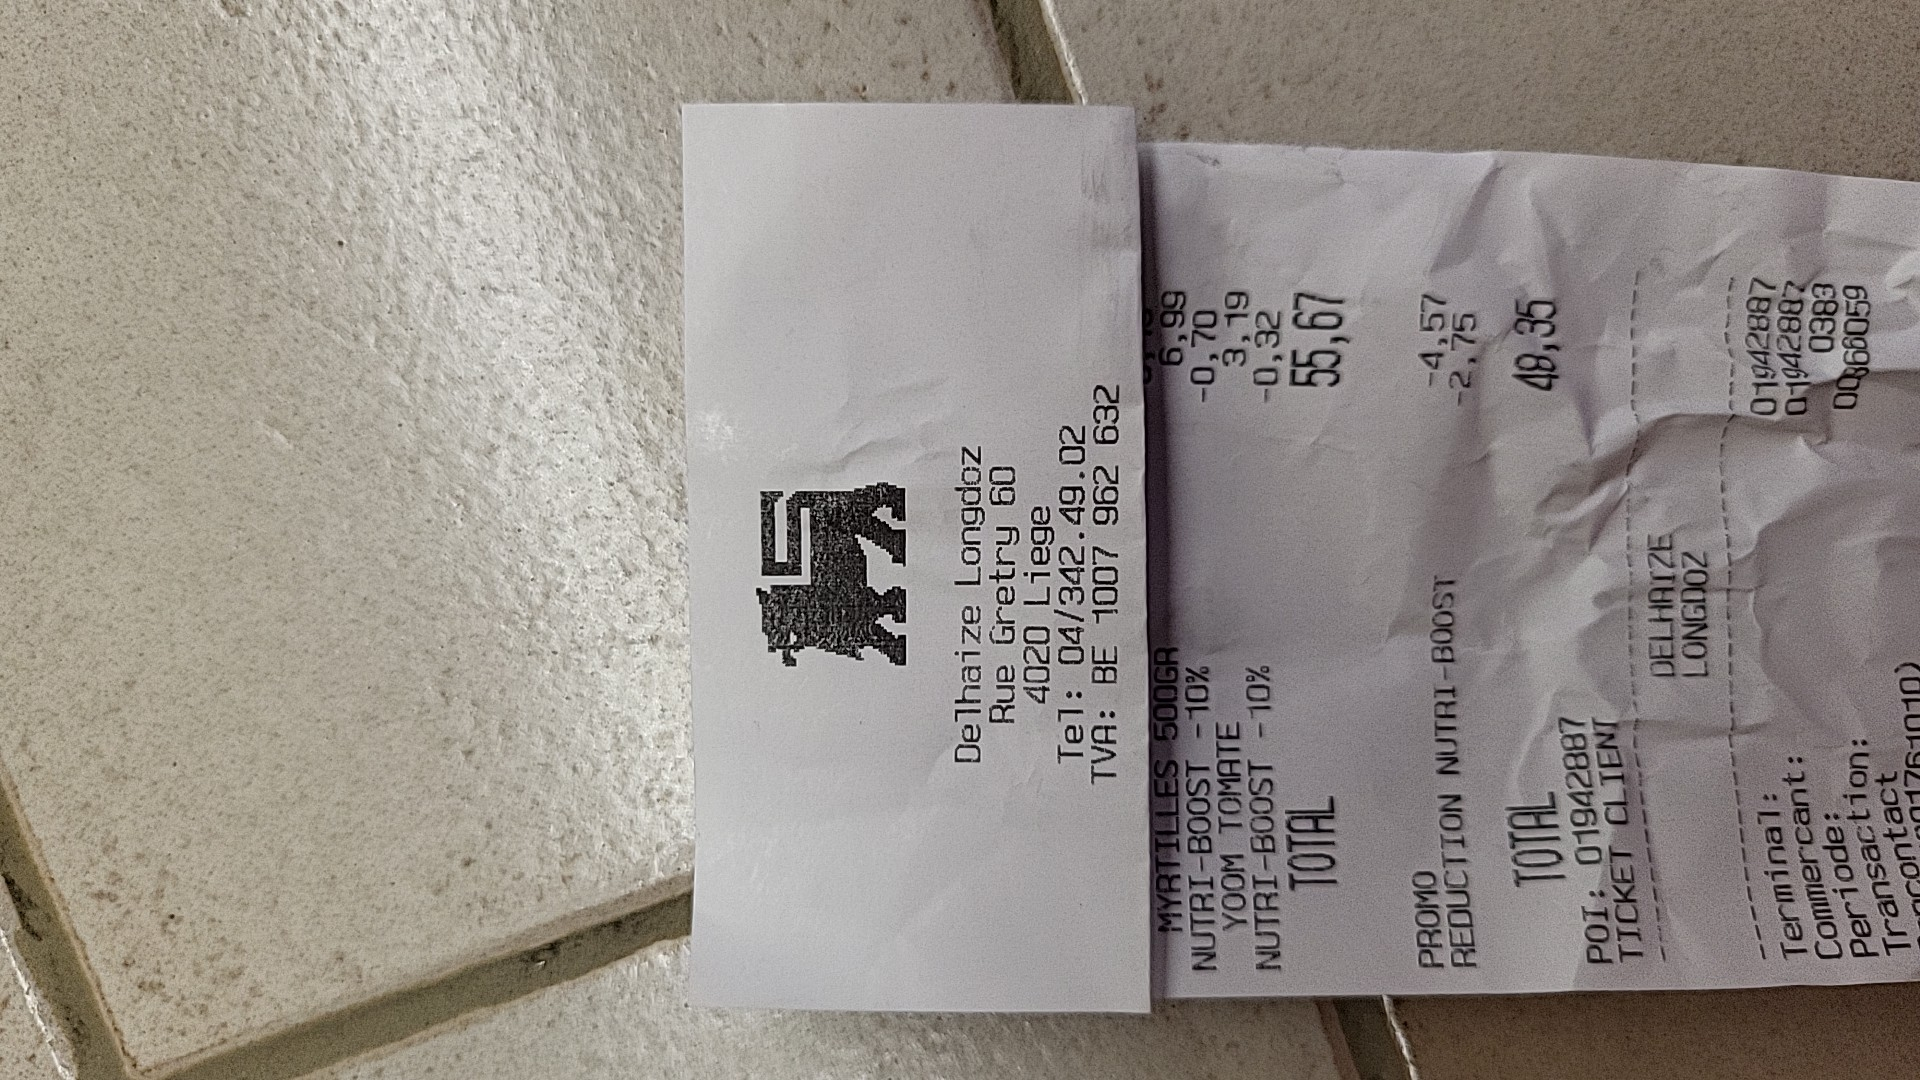 Delhaize Longdoz
Rue Gretry 60
4020 Liege
Tel: 04/342.49.02
TVA: BE 1007 962 632
MYRTILLES 500GR 6,99
NUTRI-BOOST -10% -0,70
YOOM TOMATE 3,19
NUTRI-BOOST -10% -0,32
TOTAL 55,67
PROMO -4,57
REDUCTION NUTRI-BOOST -2,75
TOTAL 48,35
POI: 01942887
TICKET CLIENT
DELHAIZE
LONGDOZ
Terminal: 01942887
Commercant: 01942887
Periode: 0383
Transaction: 00368059
Transcontact